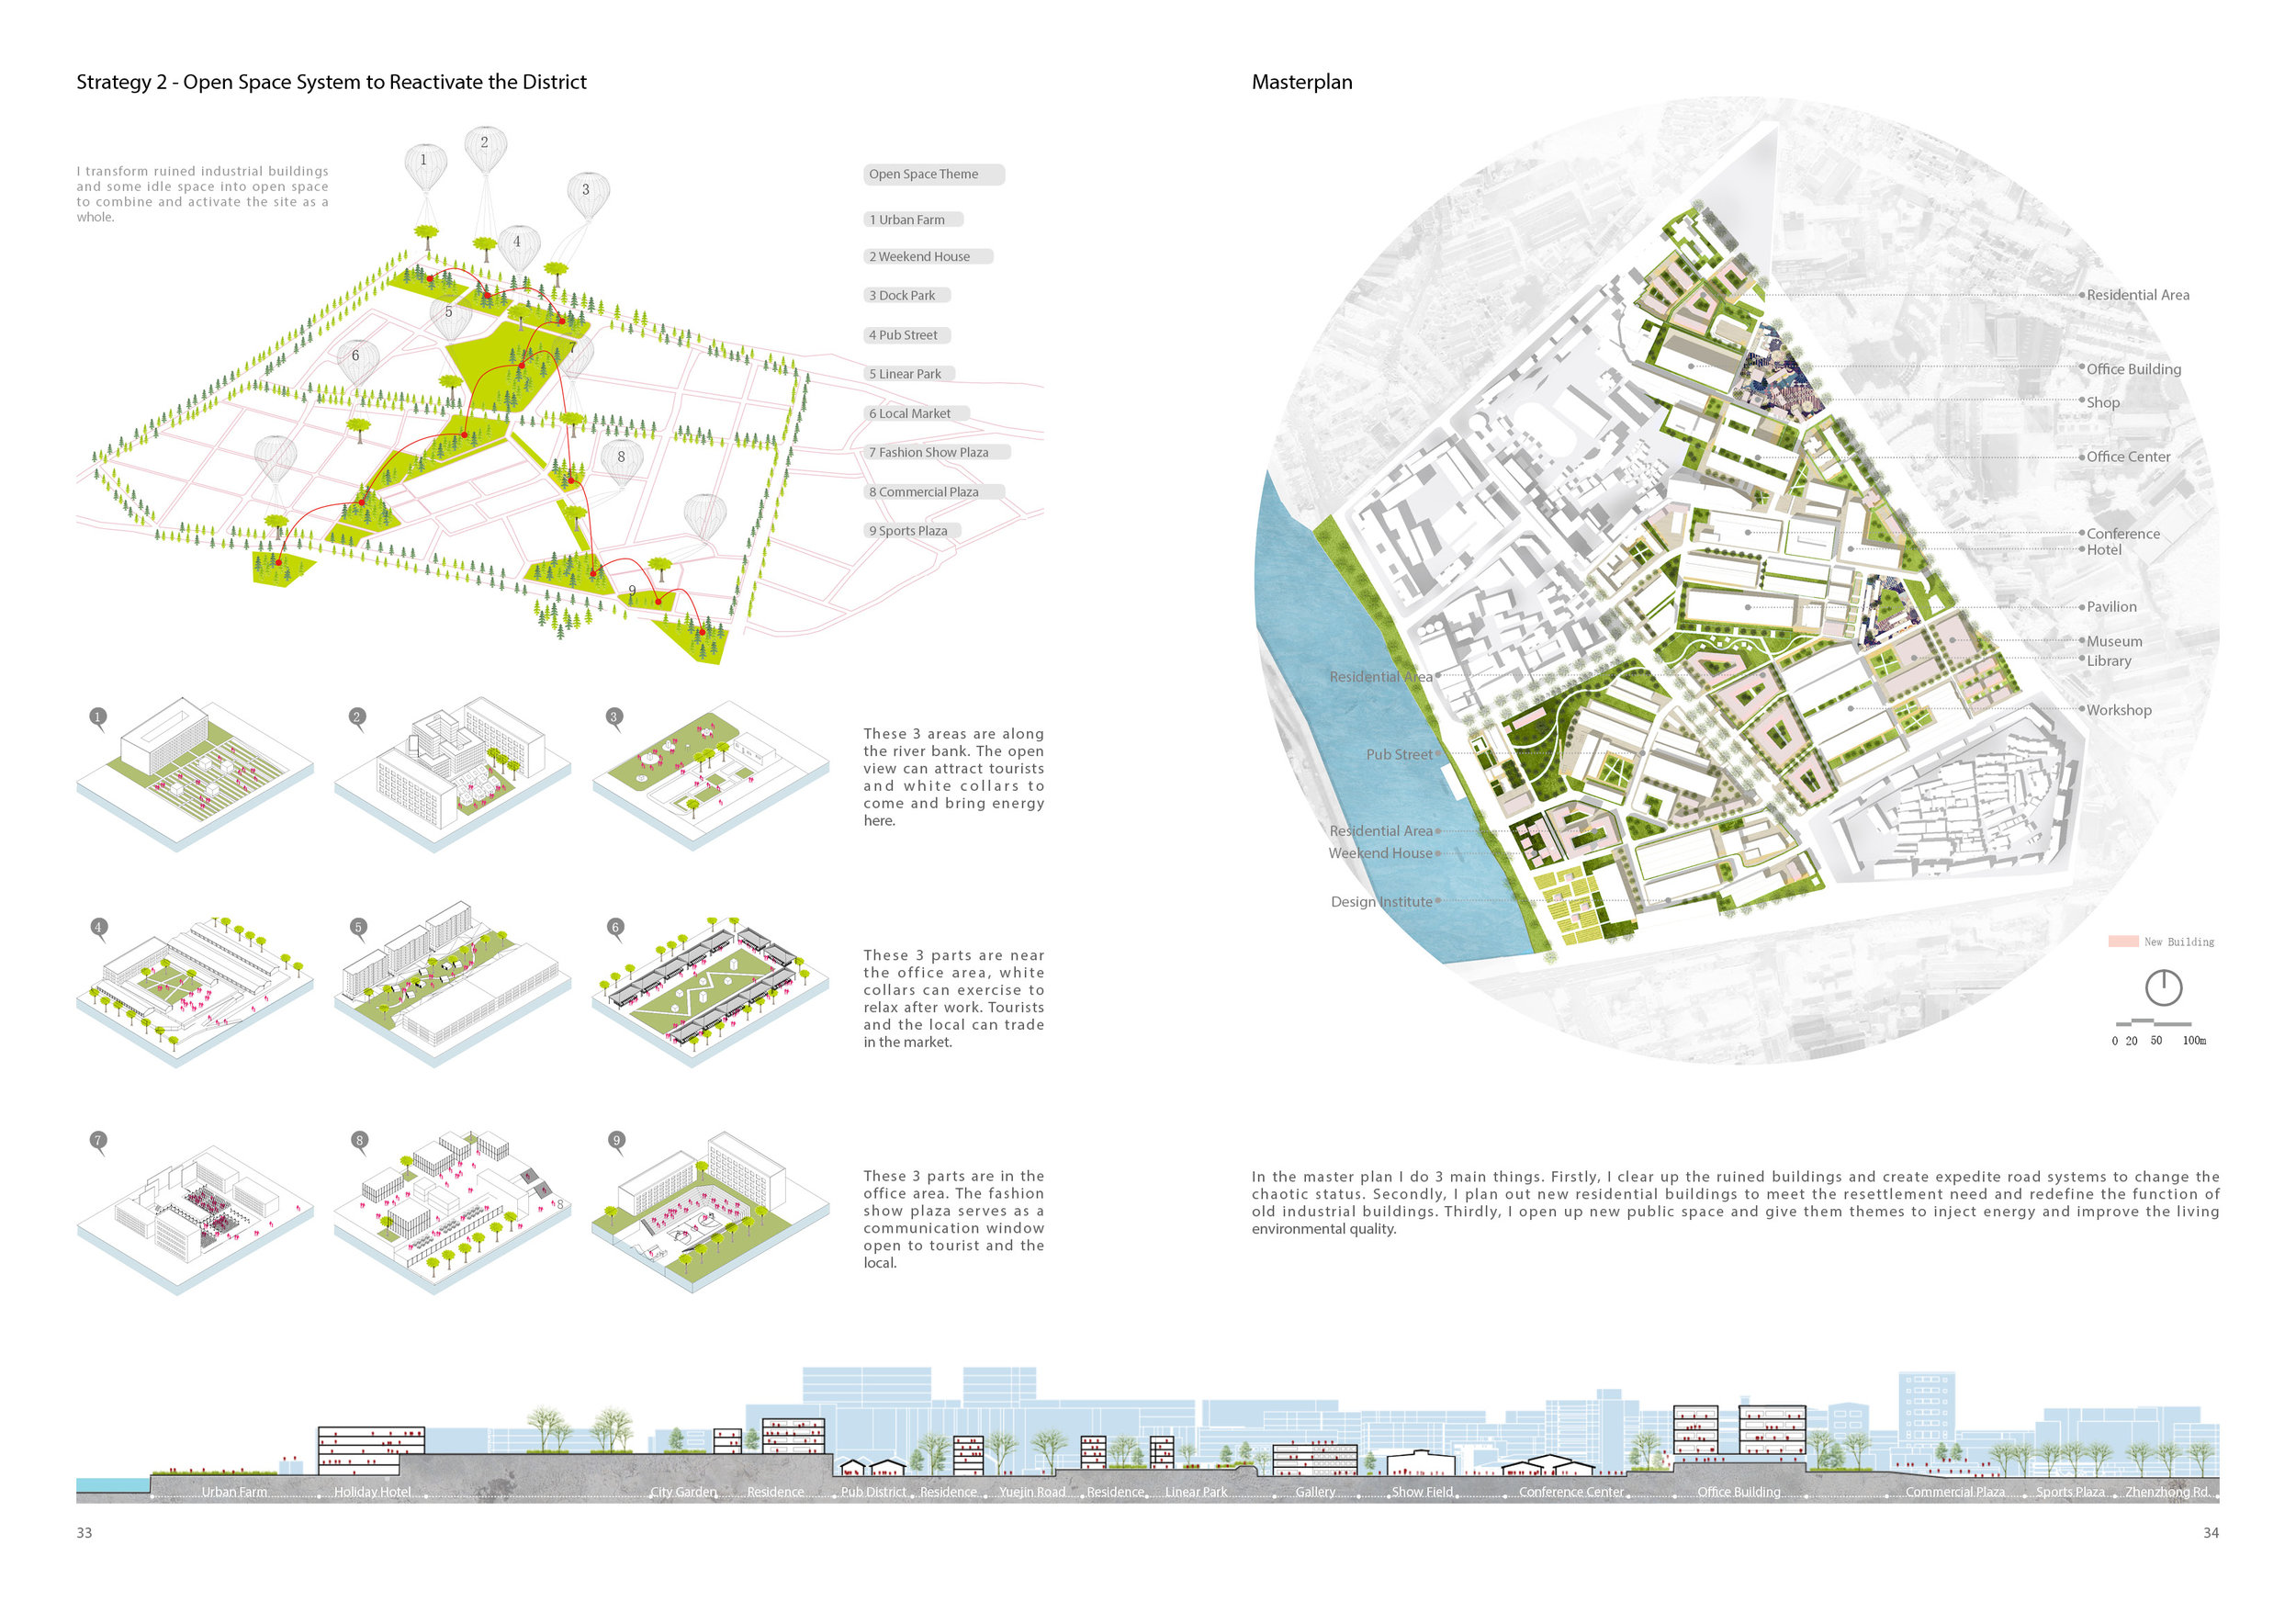 Strategy 2 - Open Space System to Reactivate the District
I transform ruined industrial buildings
and some idle space into open space
to combine and activate the site as a
whole.
1
2
3
4
5
6
7
8
9
Open Space Theme
1 Urban Farm
2 Weekend House
3 Dock Park
4 Pub Street
5 Linear Park
6 Local Market
7 Fashion Show Plaza
8 Commercial Plaza
9 Sports Plaza
1
2
3
These 3 areas are along
the river bank. The open
view can attract tourists
and white collars to
come and bring energy
here.
4
5
6
These 3 parts are near
the office area, white
collars can exercise to
relax after work. Tourists
and the local can trade
in the market.
7
8
8
9
These 3 parts are in the
office area. The fashion
show plaza serves as a
communication window
open to tourist and the
local.
Masterplan
Residential Area
Office Building
Shop
Office Center
Conference
Hotel
Pavilion
Museum
Library
Workshop
Residential Area
Pub Street
Residential Area
Weekend House
Design Institute
New Building
0 20 50 100m
In the master plan I do 3 main things. Firstly, I clear up the ruined buildings and create expedite road systems to change the
chaotic status. Secondly, I plan out new residential buildings to meet the resettlement need and redefine the function of
old industrial buildings. Thirdly, I open up new public space and give them themes to inject energy and improve the living
environmental quality.
Urban Farm Holiday Hotel City Garden Residence Pub District Residence Yuejin Road Residence Linear Park Gallery Show Field Conference Center Office Building Commercial Plaza Sports Plaza Zhenzhong Rd.
33
34